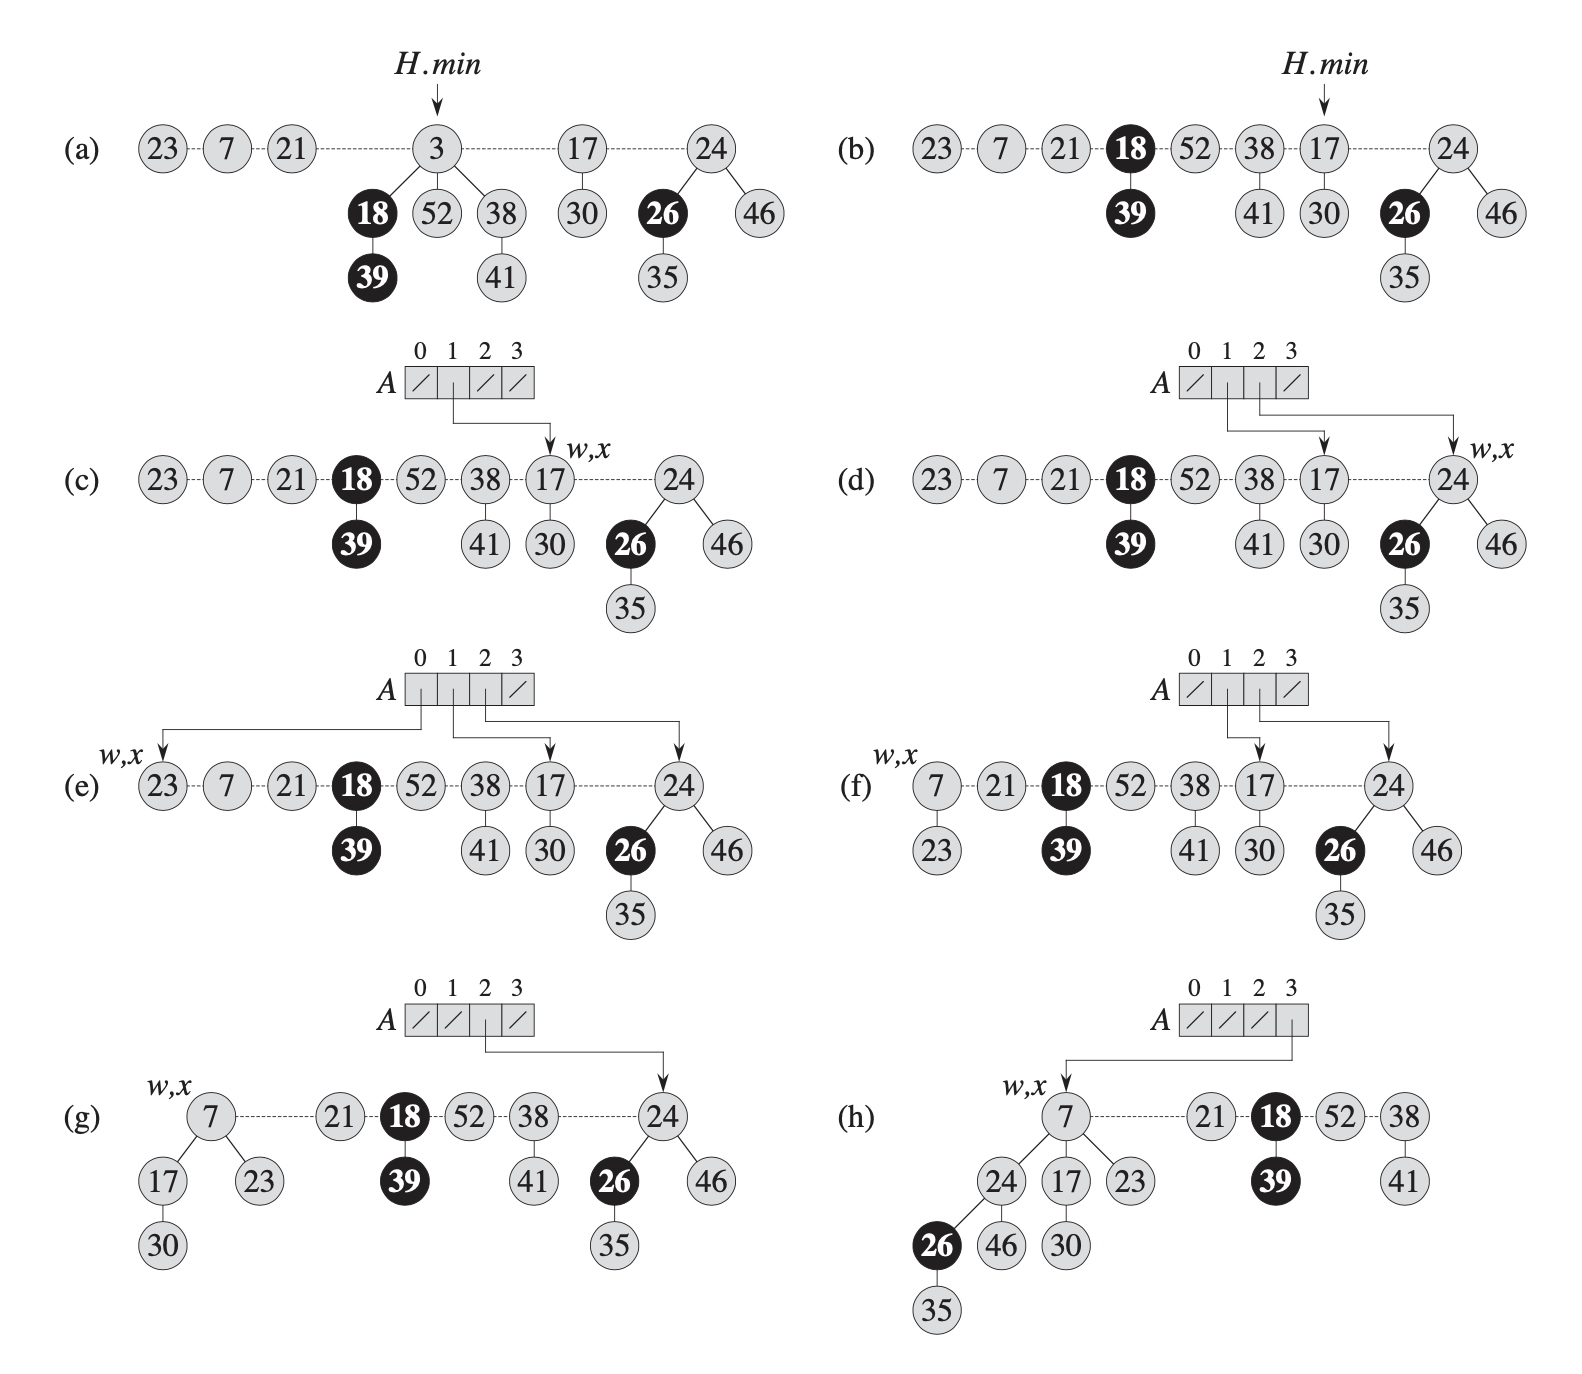 H.min H.min
(a) 23 7 21 3 17 24 (b) 23 7 21 18 52 38 17 24
18 52 38 30 26 46 39 41 30 26 46
39 41 35 35
0 1 2 3 0 1 2 3
A A
w,x w,x
(c) 23 7 21 18 52 38 17 24 (d) 23 7 21 18 52 38 17 24
39 41 30 26 46 39 41 30 26 46
35 35
0 1 2 3 0 1 2 3
A A
w,x w,x
(e) 23 7 21 18 52 38 17 24 (f) 7 21 18 52 38 17 24
39 41 30 26 46 23 39 41 30 26 46
35 35
0 1 2 3 0 1 2 3
A A
w,x w,x
(g) 7 21 18 52 38 24 (h) 7 21 18 52 38
17 23 39 41 26 46 24 17 23 39 41
30 35 26 46 30
35